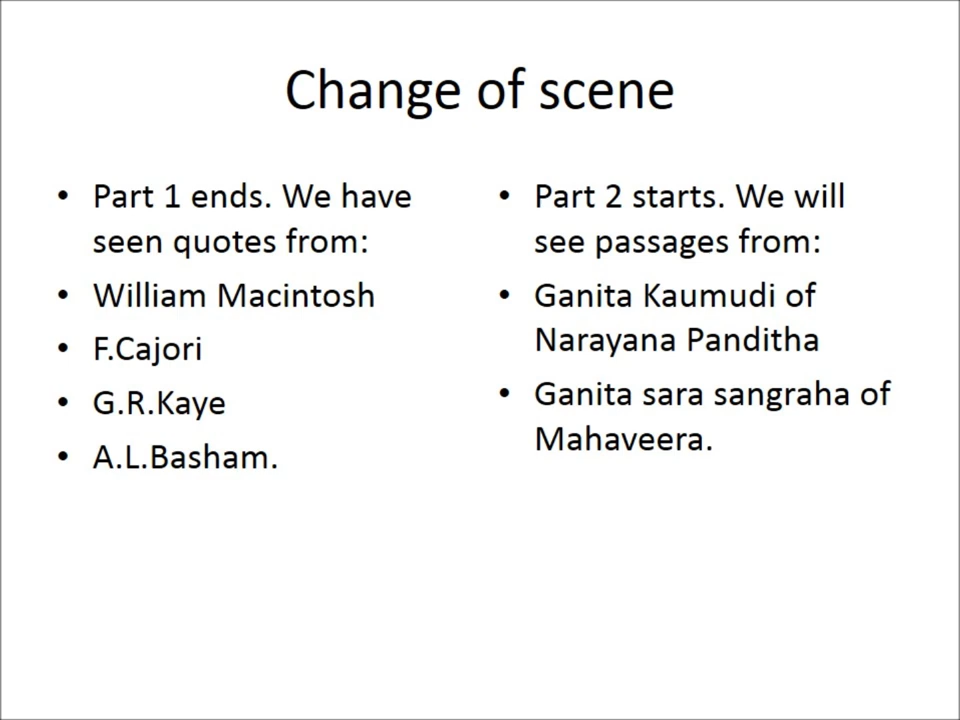 Change of scene
• Part 1 ends. We have
seen quotes from:
• William Macintosh
• F.Cajori
• G.R.Kaye
• A.L.Basham.
• Part 2 starts. We will
see passages from:
• Ganita Kaumudi of
Narayana Panditha
• Ganita sara sangraha of
Mahaveera.